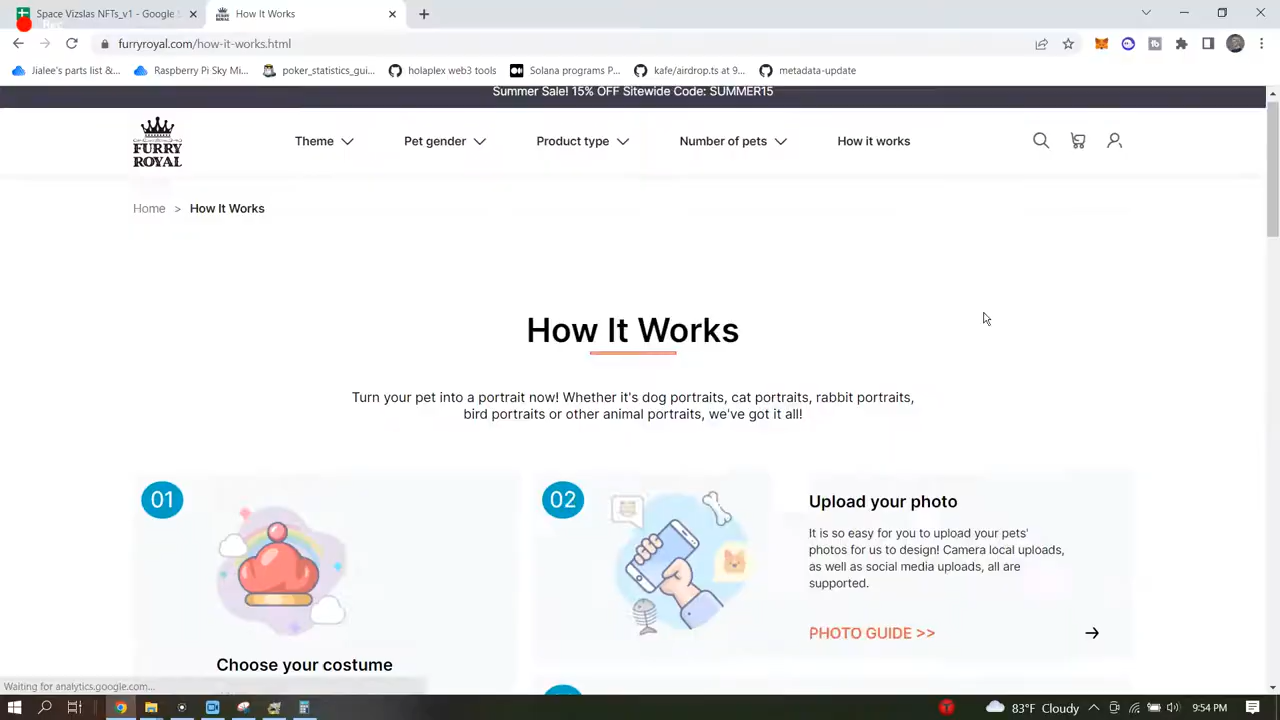 Space Vizslas NFTs_v1 - Google
How It Works
furryroyal.com/how-it-works.html
Jialee's parts list &...
Raspberry Pi Sky Mi...
poker_statistics_gui...
holaplex web3 tools
Solana programs P...
kafe/airdrop.ts at 9...
metadata-update
Summer Sale! 15% OFF Sitewide Code: SUMMER15
FURRY
ROYAL
Theme
Pet gender
Product type
Number of pets
How it works
Home > How It Works
How It Works
Turn your pet into a portrait now! Whether it's dog portraits, cat portraits, rabbit portraits,
bird portraits or other animal portraits, we've got it all!
01
Choose your costume
02
Upload your photo
It is so easy for you to upload your pets'
photos for us to design! Camera local uploads,
as well as social media uploads, all are
supported.
PHOTO GUIDE >>
Waiting for analytics.google.com...
83°F Cloudy
9:54 PM